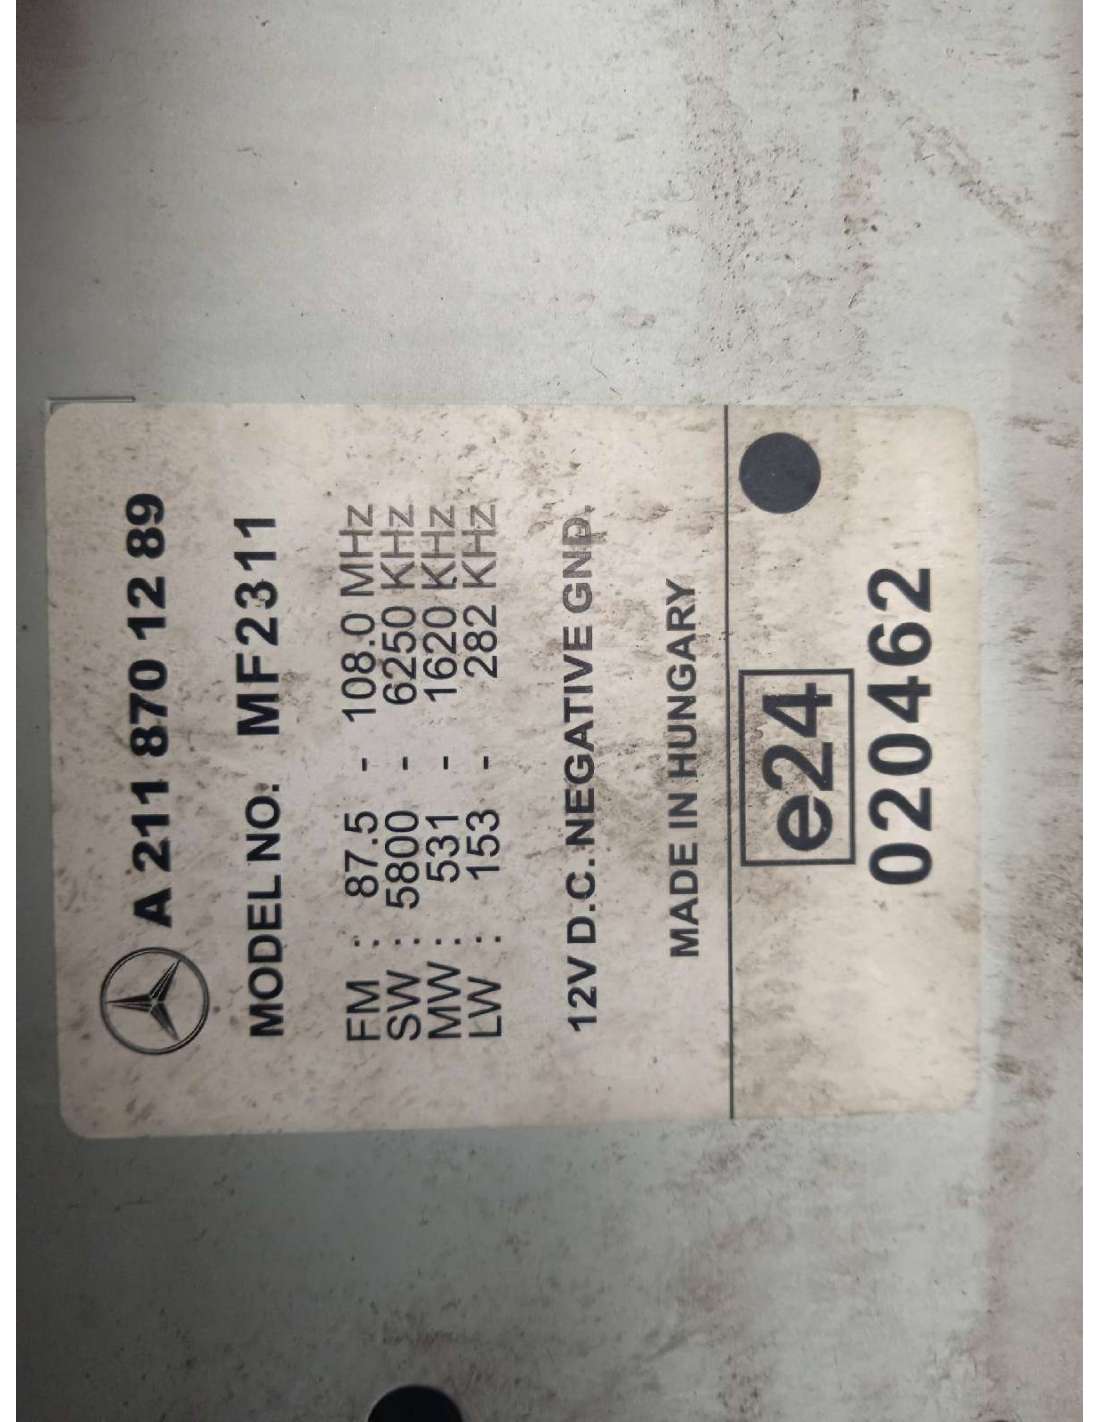 A 211 870 12 89
MODEL NO. MF2311
FM : 87.5 - 108.0 MHz
SW : 5800 - 6250 KHz
MW : 531 - 1620 KHz
LW : 153 - 282 KHz
12V D.C. NEGATIVE GND.
MADE IN HUNGARY
e24
020462